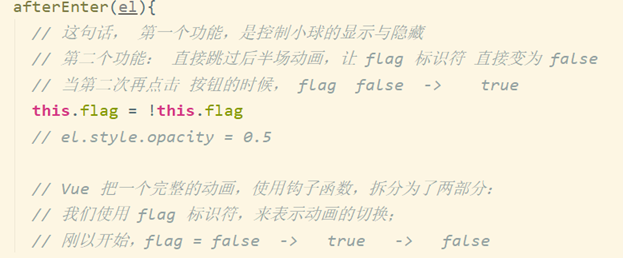 afterEnter(el){
// 这句话， 第一个功能，是控制小球的显示与隐藏
// 第二个功能： 直接跳过后半场动画，让 flag 标识符 直接变为 false
// 当第二次再点击 按钮的时候， flag false -> true
this.flag = !this.flag
// el.style.opacity = 0.5
// Vue 把一个完整的动画，使用钩子函数，拆分为了两部分：
// 我们使用 flag 标识符，来表示动画的切换；
// 刚以开始，flag = false -> true -> false